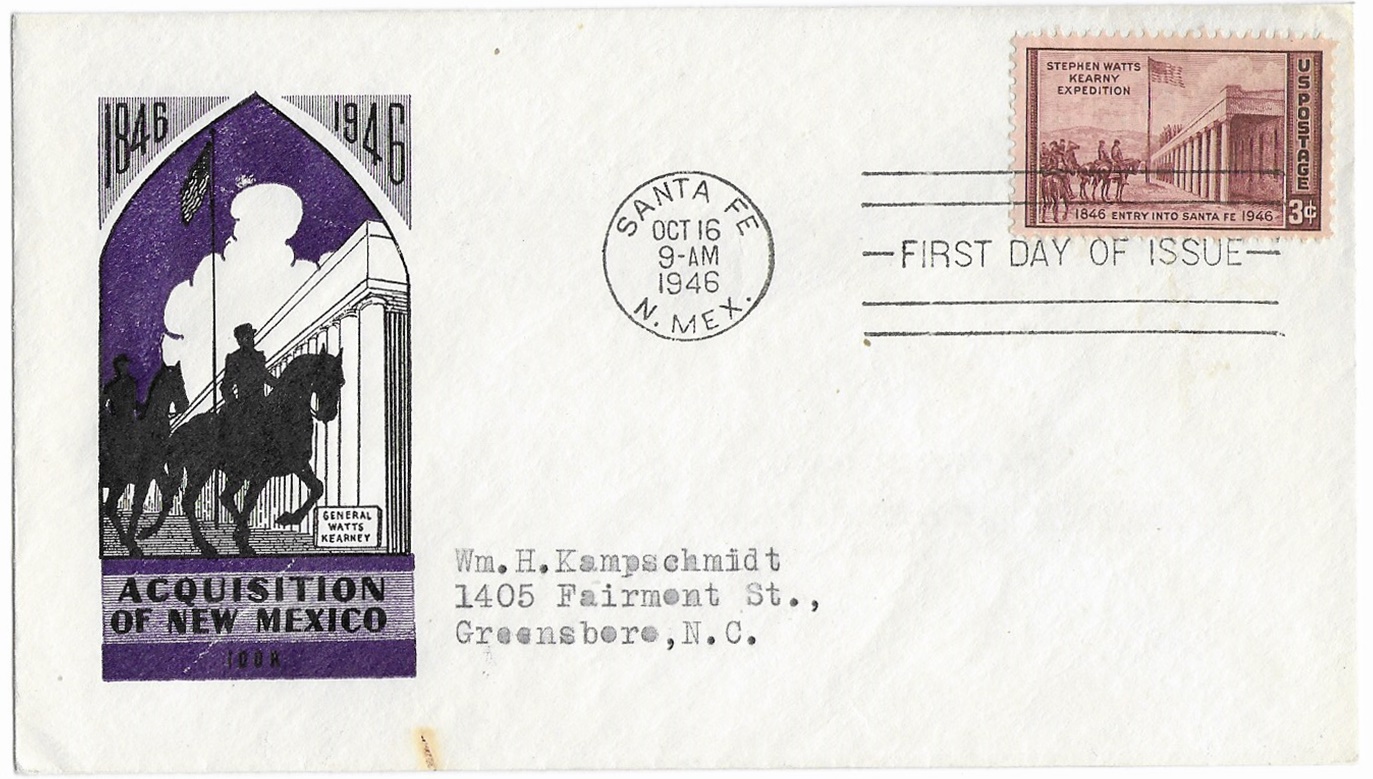 1846 1946
GENERAL
WATTS
KEARNEY
ACQUISITION
OF NEW MEXICO
IOOR
SANTA FE
OCT 16
9-AM
1946
N. MEX.
STEPHEN WATTS
KEARNY
EXPEDITION
US POSTAGE
3¢
1846 ENTRY INTO SANTA FE 1946
FIRST DAY OF ISSUE
Wm. H. Kampschmidt
1405 Fairmont St.,
Greensboro, N.C.